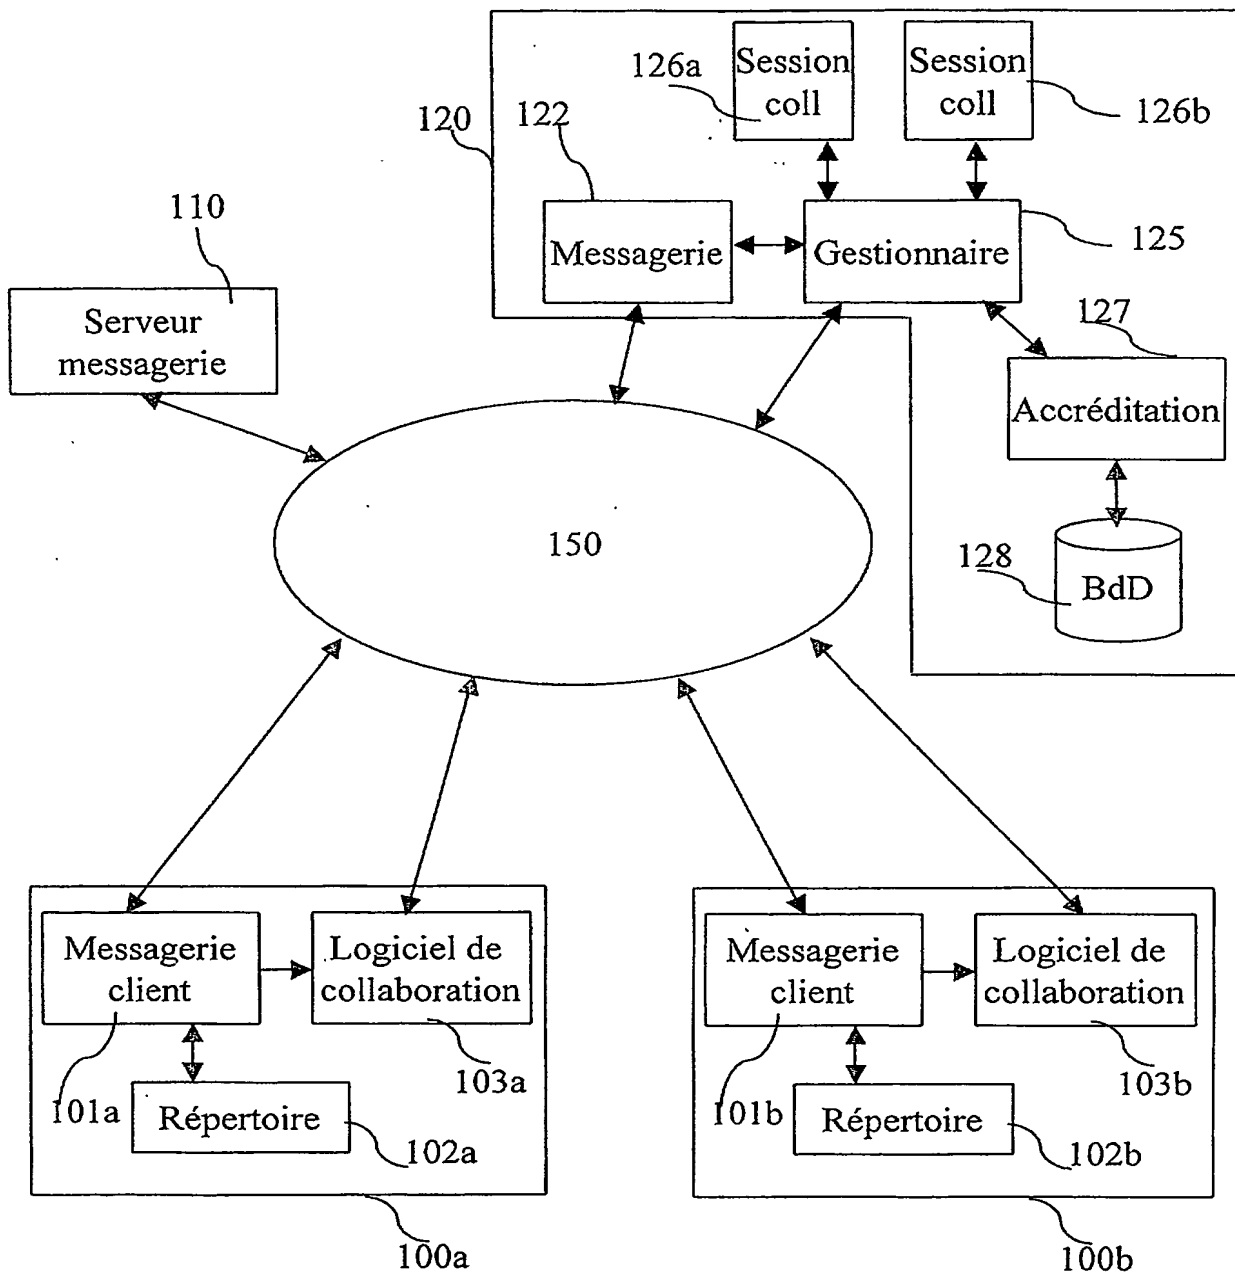 Session
coll
Session
coll
126a
126b
120
122
110
Messagerie
Gestionnaire
125
Serveur
messagerie
127
Accréditation
150
128
BdD
Messagerie
client
Logiciel de
collaboration
Messagerie
client
Logiciel de
collaboration
101a
103a
Répertoire
102a
101b
103b
Répertoire
102b
100a
100b